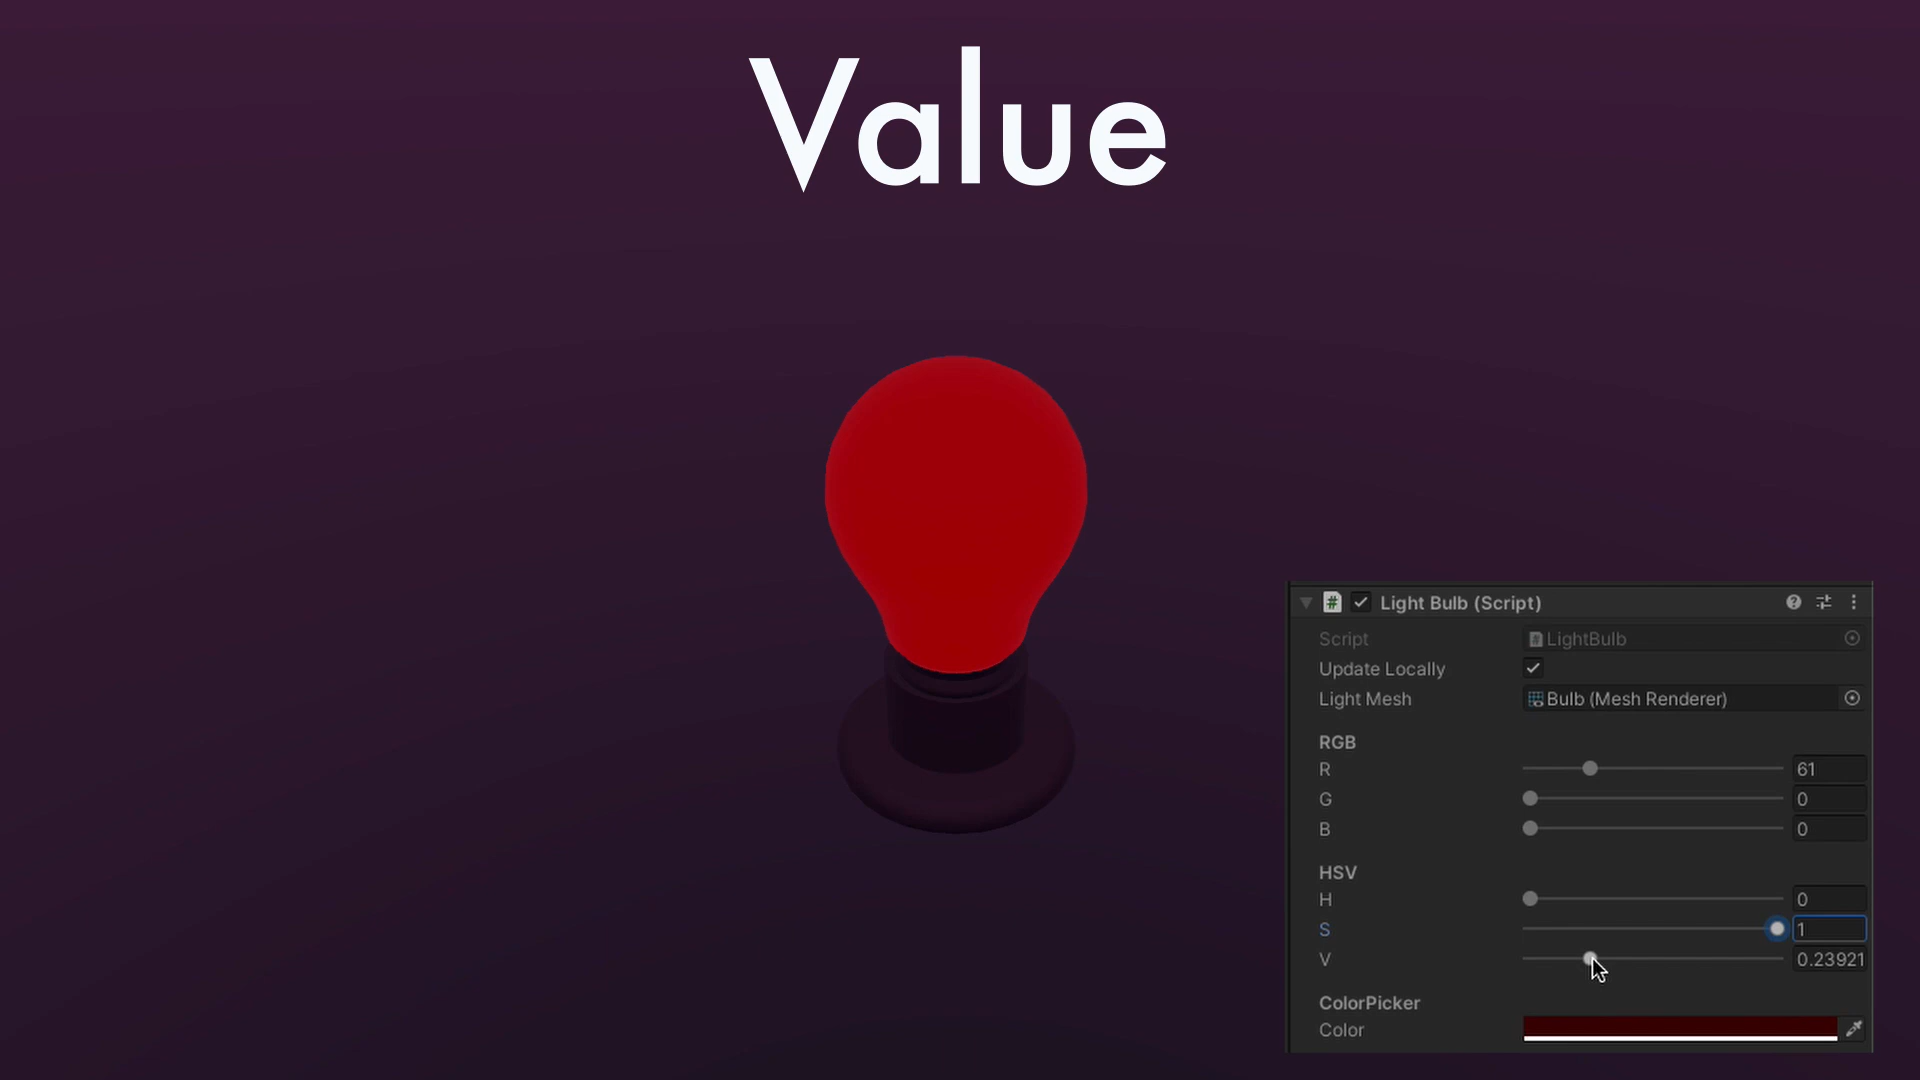 Value
# Light Bulb (Script)
Script # LightBulb
Update Locally
Light Mesh Bulb (Mesh Renderer)
RGB
R 61
G 0
B 0
HSV
H 0
S 1
V 0.23921
ColorPicker
Color